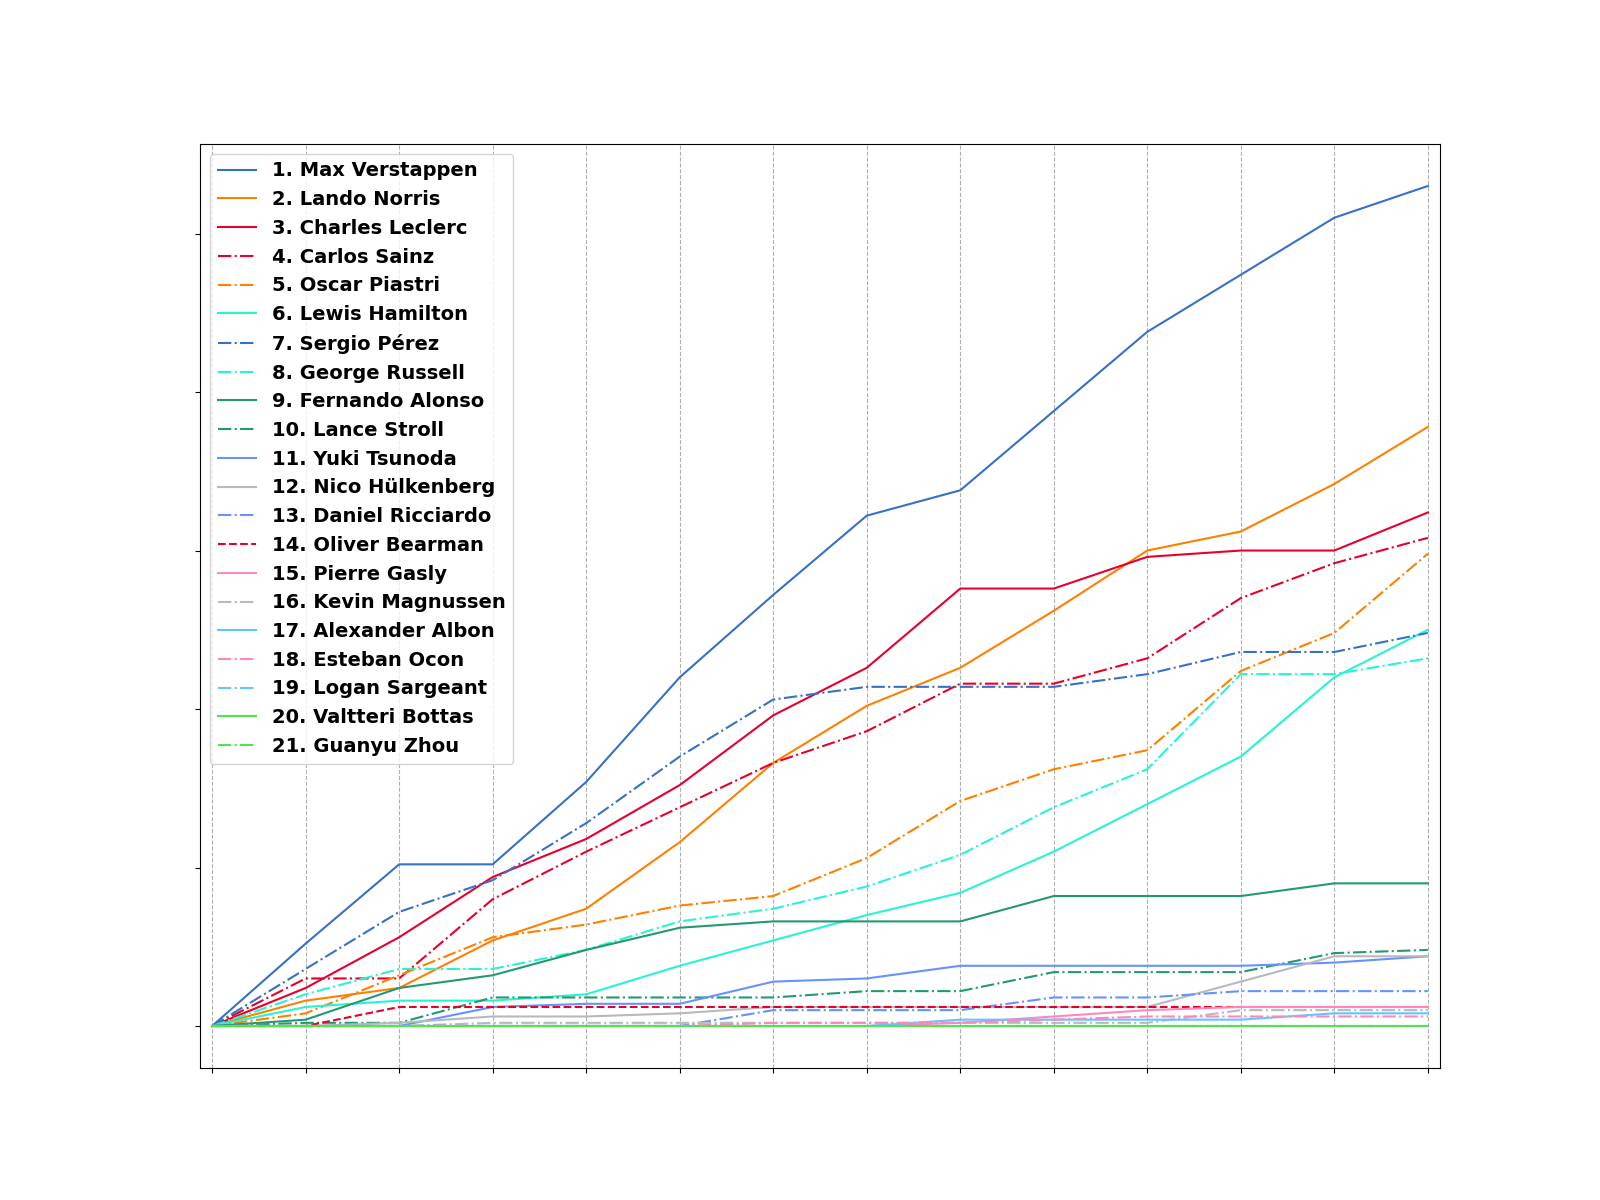 1. Max Verstappen
2. Lando Norris
3. Charles Leclerc
4. Carlos Sainz
5. Oscar Piastri
6. Lewis Hamilton
7. Sergio Pérez
8. George Russell
9. Fernando Alonso
10. Lance Stroll
11. Yuki Tsunoda
12. Nico Hülkenberg
13. Daniel Ricciardo
14. Oliver Bearman
15. Pierre Gasly
16. Kevin Magnussen
17. Alexander Albon
18. Esteban Ocon
19. Logan Sargeant
20. Valtteri Bottas
21. Guanyu Zhou